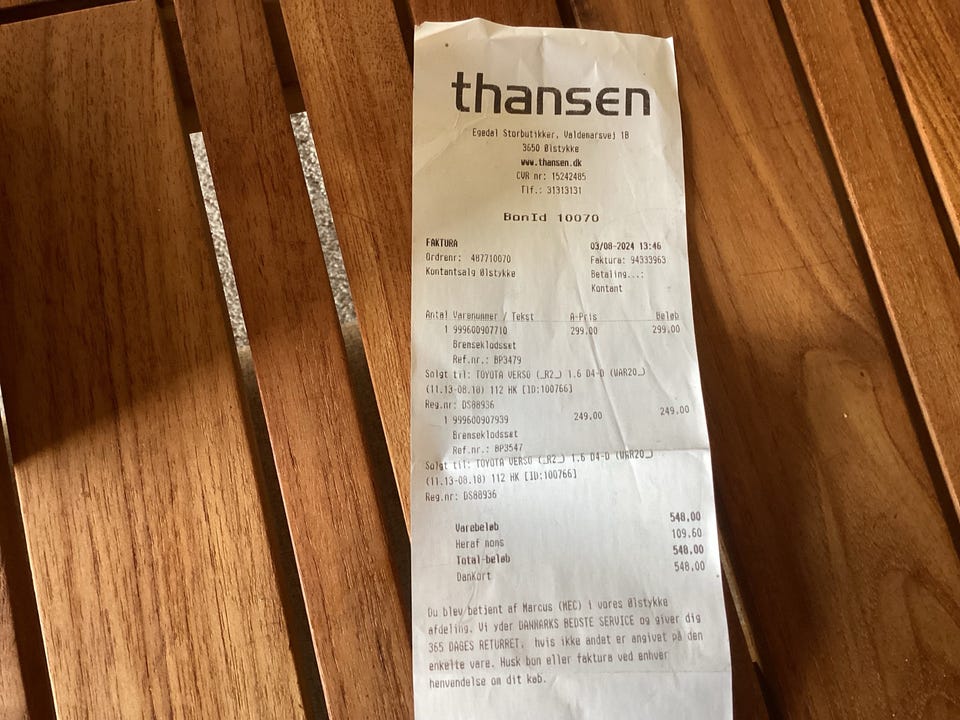 thansen
Egedal Storbutikker, Valdemarsvej 1B
3650 Ølstykke
www.thansen.dk
CVR nr: 15242485
Tlf.: 31313131
BonId 10070
FAKTURA 03/08-2024 13:46
Ordrenr: 487710070 Faktura: 94333963
Kontantsalg Ølstykke Betaling...:
Kontant
Antal Varenummer / Tekst A-Pris Beløb
1 999600907710 299.00 299.00
Bremseklodssæt
Ref.nr.: BP3479
Solgt til: TOYOTA VERSO (_R2_) 1.6 D4-D (WAR20_)
(11.13-08.18) 112 HK [ID:100766]
Reg.nr: DS88936
1 999600907939 249.00 249.00
Bremseklodssæt
Ref.nr.: BP3547
Solgt til: TOYOTA VERSO (_R2_) 1.6 D4-D (WAR20_)
(11.13-08.18) 112 HK [ID:100766]
Reg.nr: DS88936
Varebeløb 548,00
Heraf moms 109,60
Total-beløb 548,00
DanKort 548,00
Du blev betjent af Marcus (MEC) i vores Ølstykke
afdeling. Vi yder DANMARKS BEDSTE SERVICE og giver dig
365 DAGES RETURRET, hvis ikke andet er angivet på den
enkelte vare. Husk bon eller faktura ved enhver
henvendelse om dit køb.